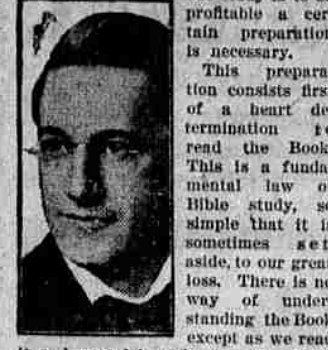 profitable a cer
tain preparation
is necessary.
This prepara
tion consists first
of a heart de
termination to
read the Book
This is a funda
mental law of
Bible study, so
simple that it is
sometimes set
aside, to our great
loss. There is no
way of under
standing the Book
except as we read